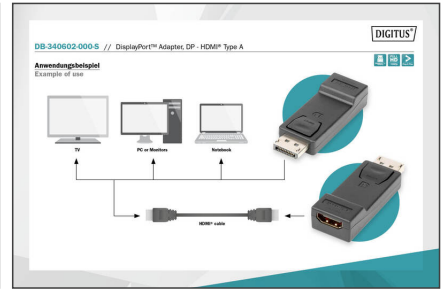 DIGITUS®
DB-340602-000-S // DisplayPort™ Adapter, DP - HDMI® Type A
Anwendungsbeispiel
Example of use
TV
PC or Monitors
Notebook
HDMI® cable